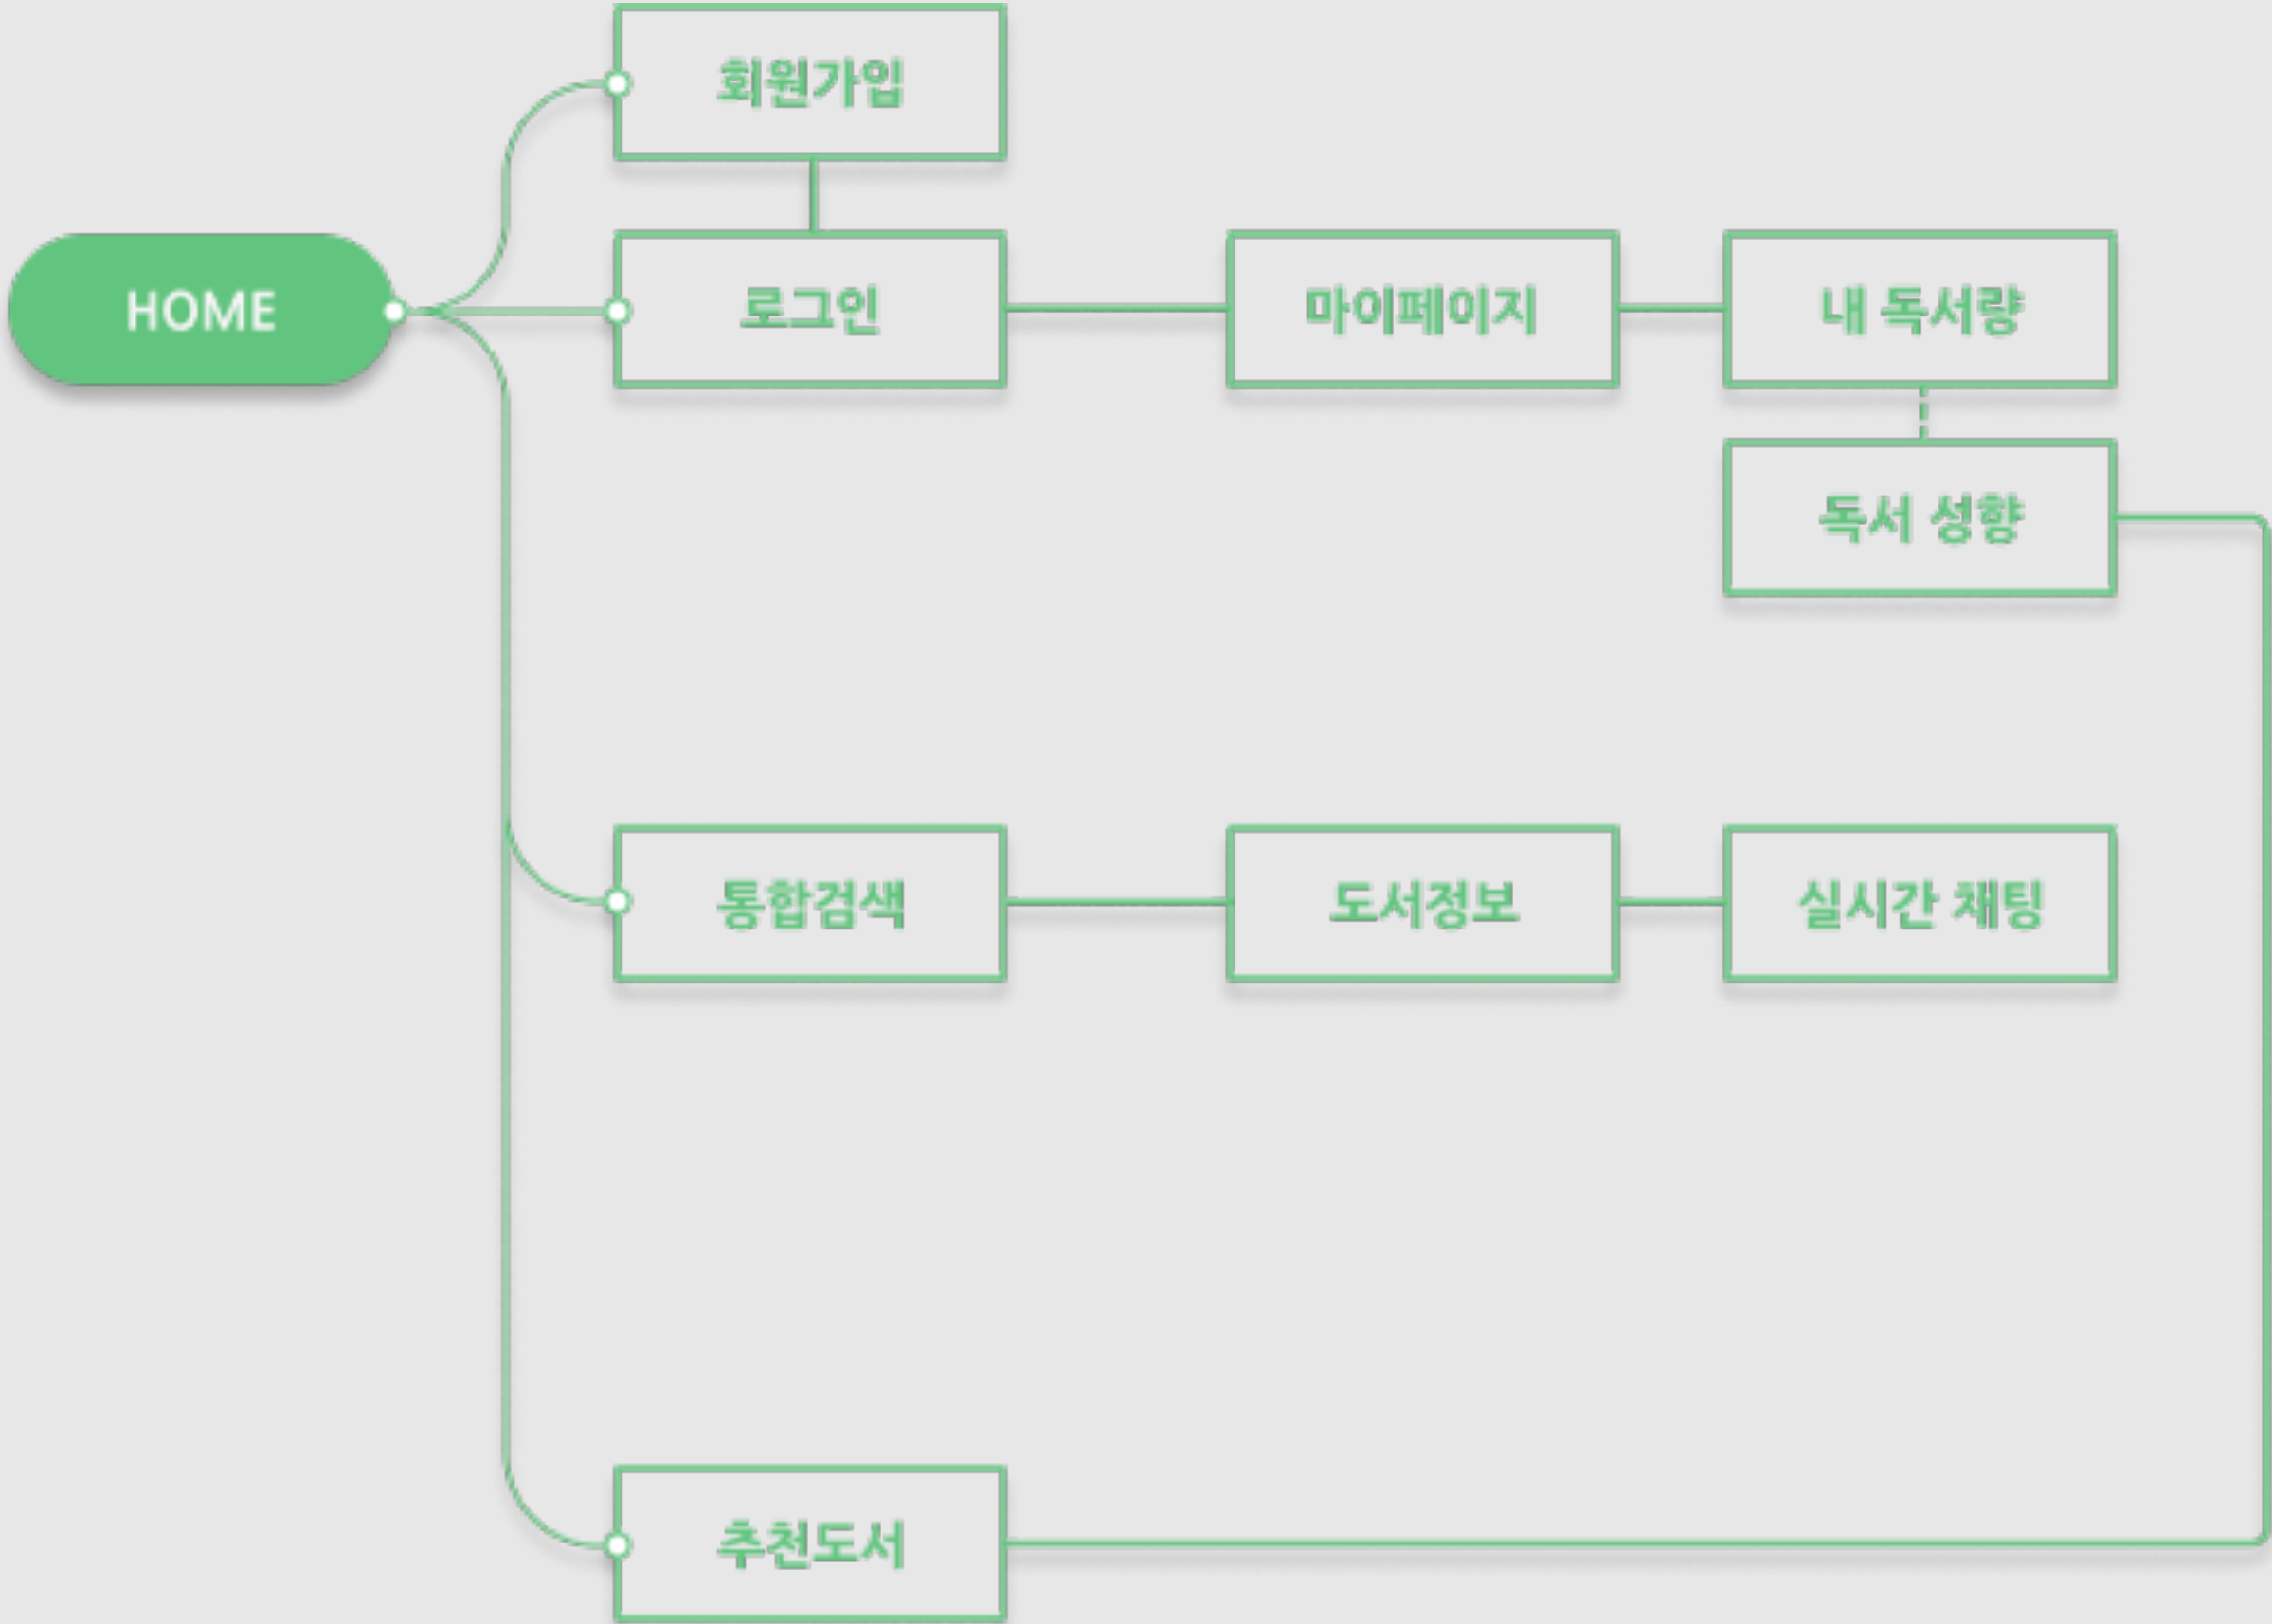 회원가입
HOME
로그인
마이페이지
내 독서량
독서 성향
통합검색
도서정보
실시간 채팅
추천도서